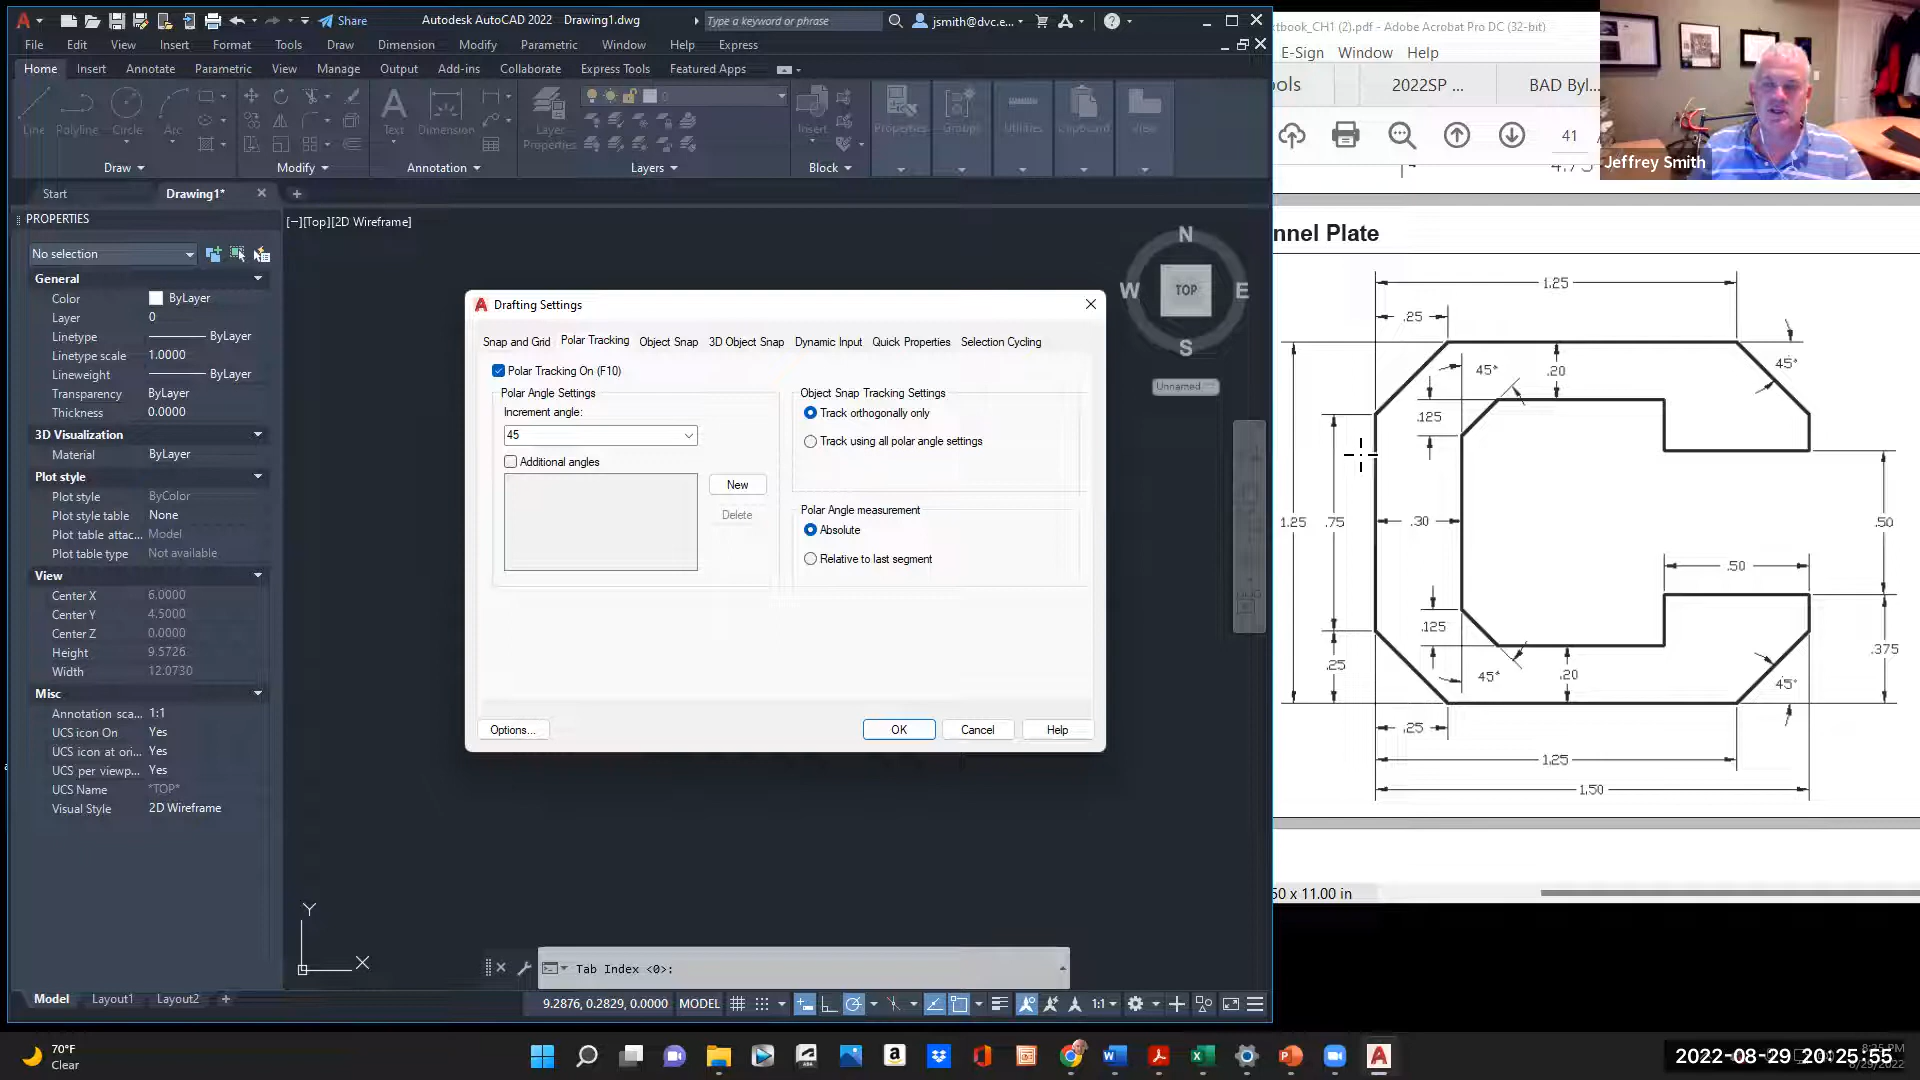 Share
Autodesk AutoCAD 2022 Drawing1.dwg
Type a keyword or phrase
jsmith@dvc.e...
File Edit View Insert Format Tools Draw Dimension Modify Parametric Window Help Express
Home Insert Annotate Parametric View Manage Output Add-ins Collaborate Express Tools Featured Apps
Line Polyline Circle Arc Text Dimension Layer Properties 0 Insert Properties Groups Utilities Clipboard View
Draw Modify Annotation Layers Block
Start Drawing1*
PROPERTIES
No selection
General
Color ByLayer
Layer 0
Linetype ByLayer
Linetype scale 1.0000
Lineweight ByLayer
Transparency ByLayer
Thickness 0.0000
3D Visualization
Material ByLayer
Plot style
Plot style ByColor
Plot style table None
Plot table attac... Model
Plot table type Not available
View
Center X 6.0000
Center Y 4.5000
Center Z 0.0000
Height 9.5726
Width 12.0730
Misc
Annotation sca... 1:1
UCS icon On Yes
UCS icon at ori... Yes
UCS per viewp... Yes
UCS Name *TOP*
Visual Style 2D Wireframe
[−][Top][2D Wireframe]
N
W TOP E
S
Unnamed
Drafting Settings
Snap and Grid Polar Tracking Object Snap 3D Object Snap Dynamic Input Quick Properties Selection Cycling
Polar Tracking On (F10)
Polar Angle Settings
Increment angle:
45
Additional angles
New
Delete
Object Snap Tracking Settings
Track orthogonally only
Track using all polar angle settings
Polar Angle measurement
Absolute
Relative to last segment
Options... OK Cancel Help
Y
X
Tab Index <0>:
Model Layout1 Layout2 +
9.2876, 0.2829, 0.0000 MODEL 1:1
tbook_CH1 (2).pdf - Adobe Acrobat Pro DC (32-bit)
E-Sign Window Help
ols 2022SP ... BAD Byl...
41
Jeffrey Smith
nnel Plate
1.25
.25
45°
45°
.20
.125
1.25 .75 .30 .50
.50
.125
.25
45°
.20
.375
45°
.25
1.25
1.50
50 x 11.00 in
70°F
Clear
2022-08-29 20:25:55